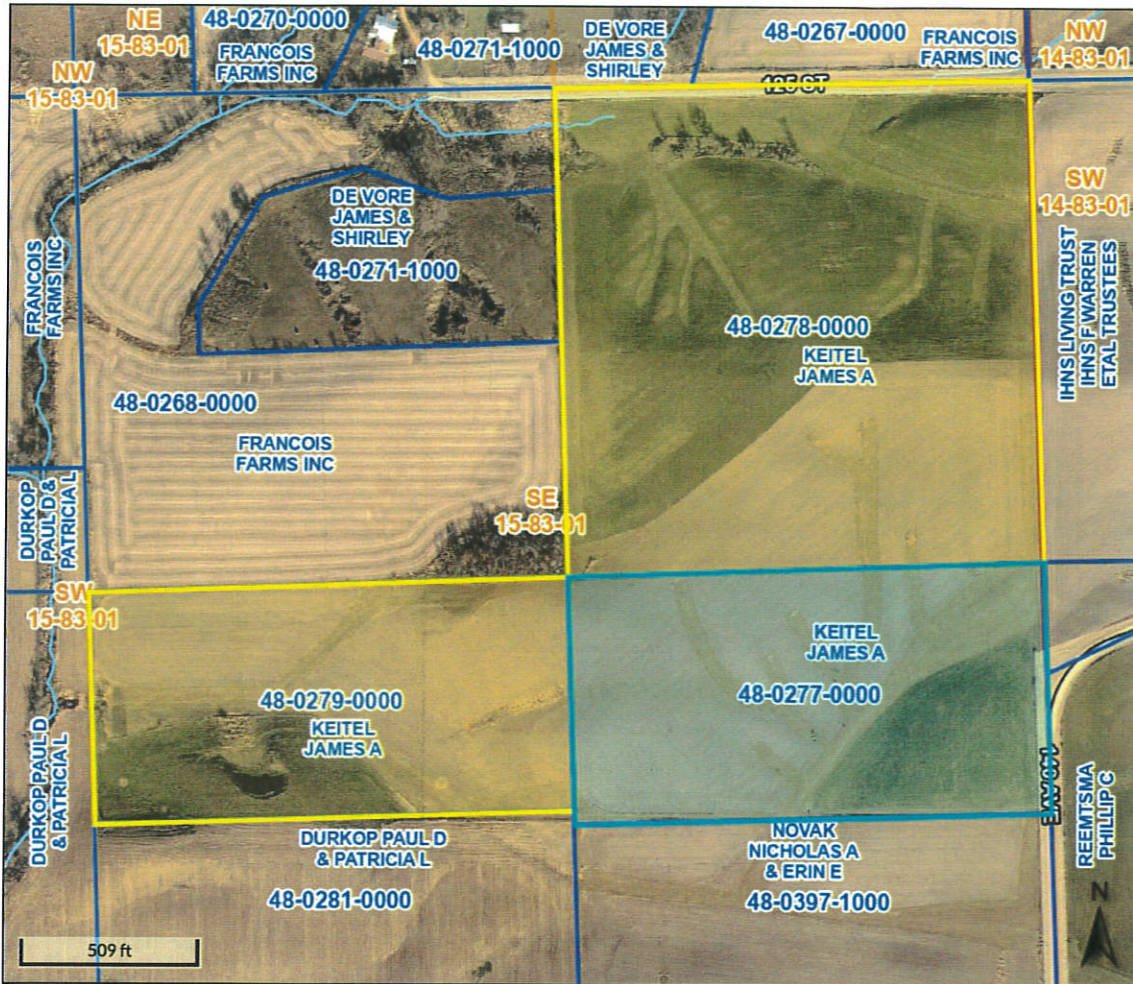 NE
15-83-01
48-0270-0000
FRANCOIS
FARMS INC
48-0271-1000
DE VORE
JAMES &
SHIRLEY
48-0267-0000
FRANCOIS
FARMS INC
NW
14-83-01
NW
15-83-01
125 ST
DE VORE
JAMES &
SHIRLEY
48-0271-1000
SW
14-83-01
FRANCOIS
FARMS INC
IHNS LIVING TRUST
IHNS F WARREN
ETAL TRUSTEES
48-0278-0000
KEITEL
JAMES A
48-0268-0000
FRANCOIS
FARMS INC
DURKOP
PAUL D &
PATRICIA L
SE
15-83-01
SW
15-83-01
KEITEL
JAMES A
48-0277-0000
48-0279-0000
KEITEL
JAMES A
DURKOP PAUL D
& PATRICIA L
REEMTSMA
PHILLIP C
DURKOP PAUL D
& PATRICIA L
48-0281-0000
NOVAK
NICHOLAS A
& ERIN E
48-0397-1000
N
509 ft